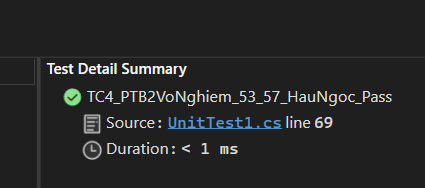 Test Detail Summary
TC4_PTB2VoNghiem_53_57_HauNgoc_Pass
Source: UnitTest1.cs line 69
Duration: < 1 ms